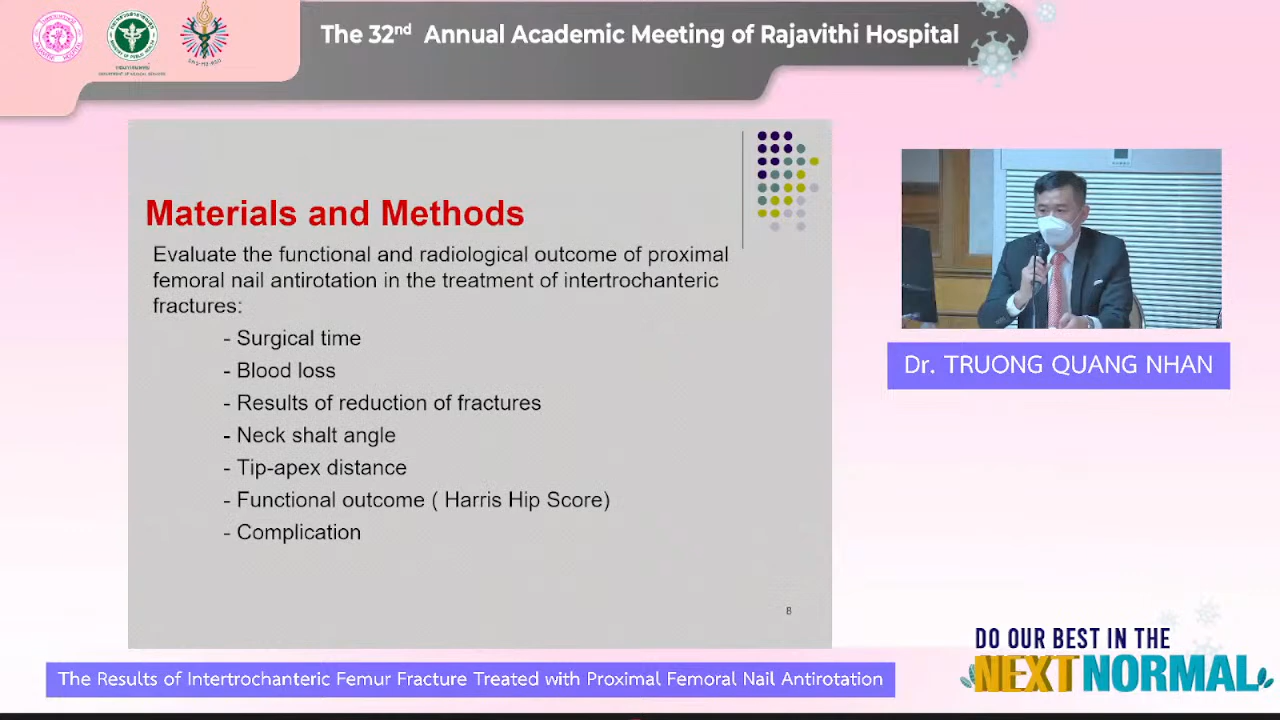 The 32nd Annual Academic Meeting of Rajavithi Hospital
Materials and Methods
Evaluate the functional and radiological outcome of proximal
femoral nail antirotation in the treatment of intertrochanteric
fractures:
- Surgical time
- Blood loss
- Results of reduction of fractures
- Neck shalt angle
- Tip-apex distance
- Functional outcome ( Harris Hip Score)
- Complication
8
Dr. TRUONG QUANG NHAN
DO OUR BEST IN THE
NEXT NORMAL
The Results of Intertrochanteric Femur Fracture Treated with Proximal Femoral Nail Antirotation